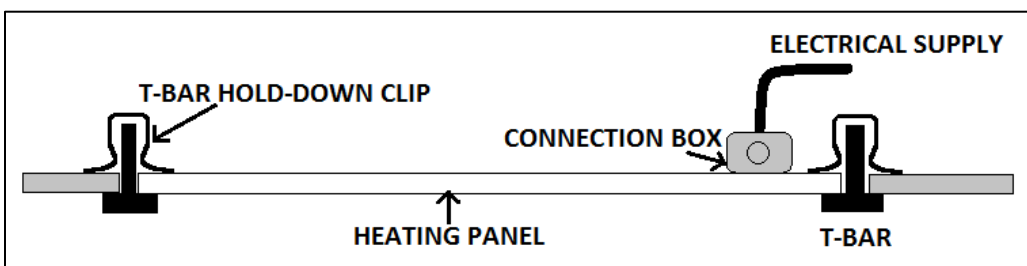 ELECTRICAL SUPPLY
T-BAR HOLD-DOWN CLIP
CONNECTION BOX
HEATING PANEL
T-BAR